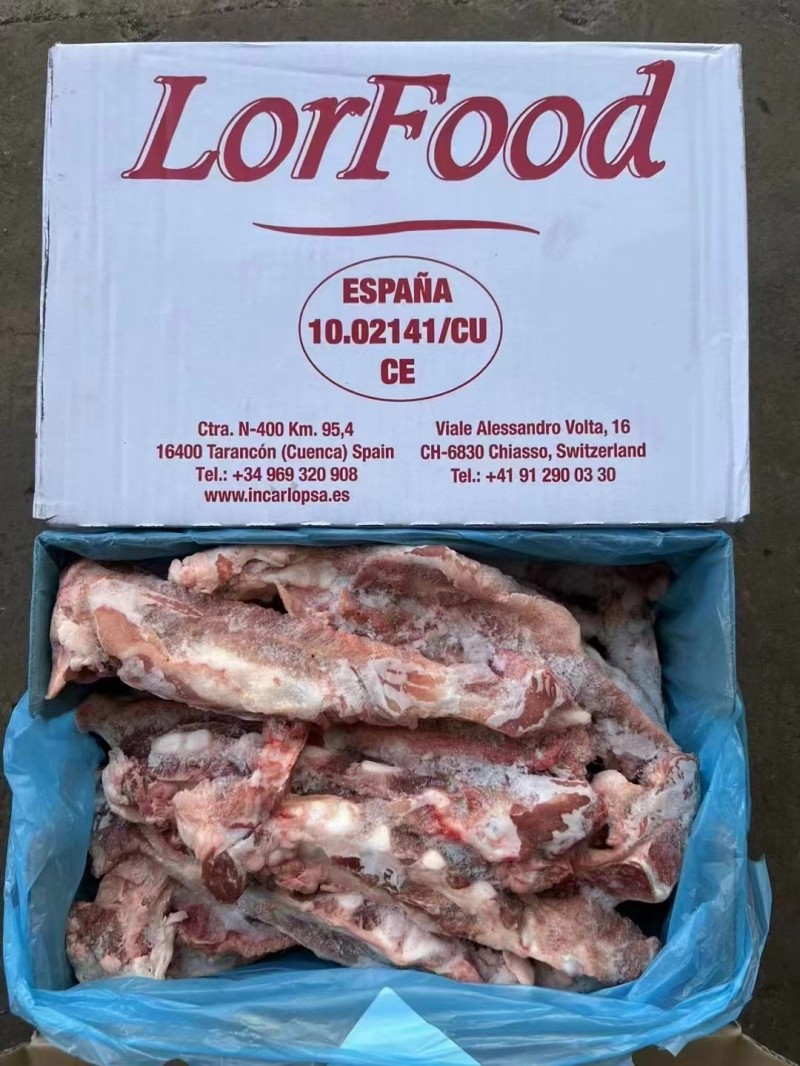 LorFood
ESPAÑA
10.02141/CU
CE
Ctra. N-400 Km. 95,4
16400 Tarancón (Cuenca) Spain
Tel.: +34 969 320 908
www.incarlopsa.es
Viale Alessandro Volta, 16
CH-6830 Chiasso, Switzerland
Tel.: +41 91 290 03 30